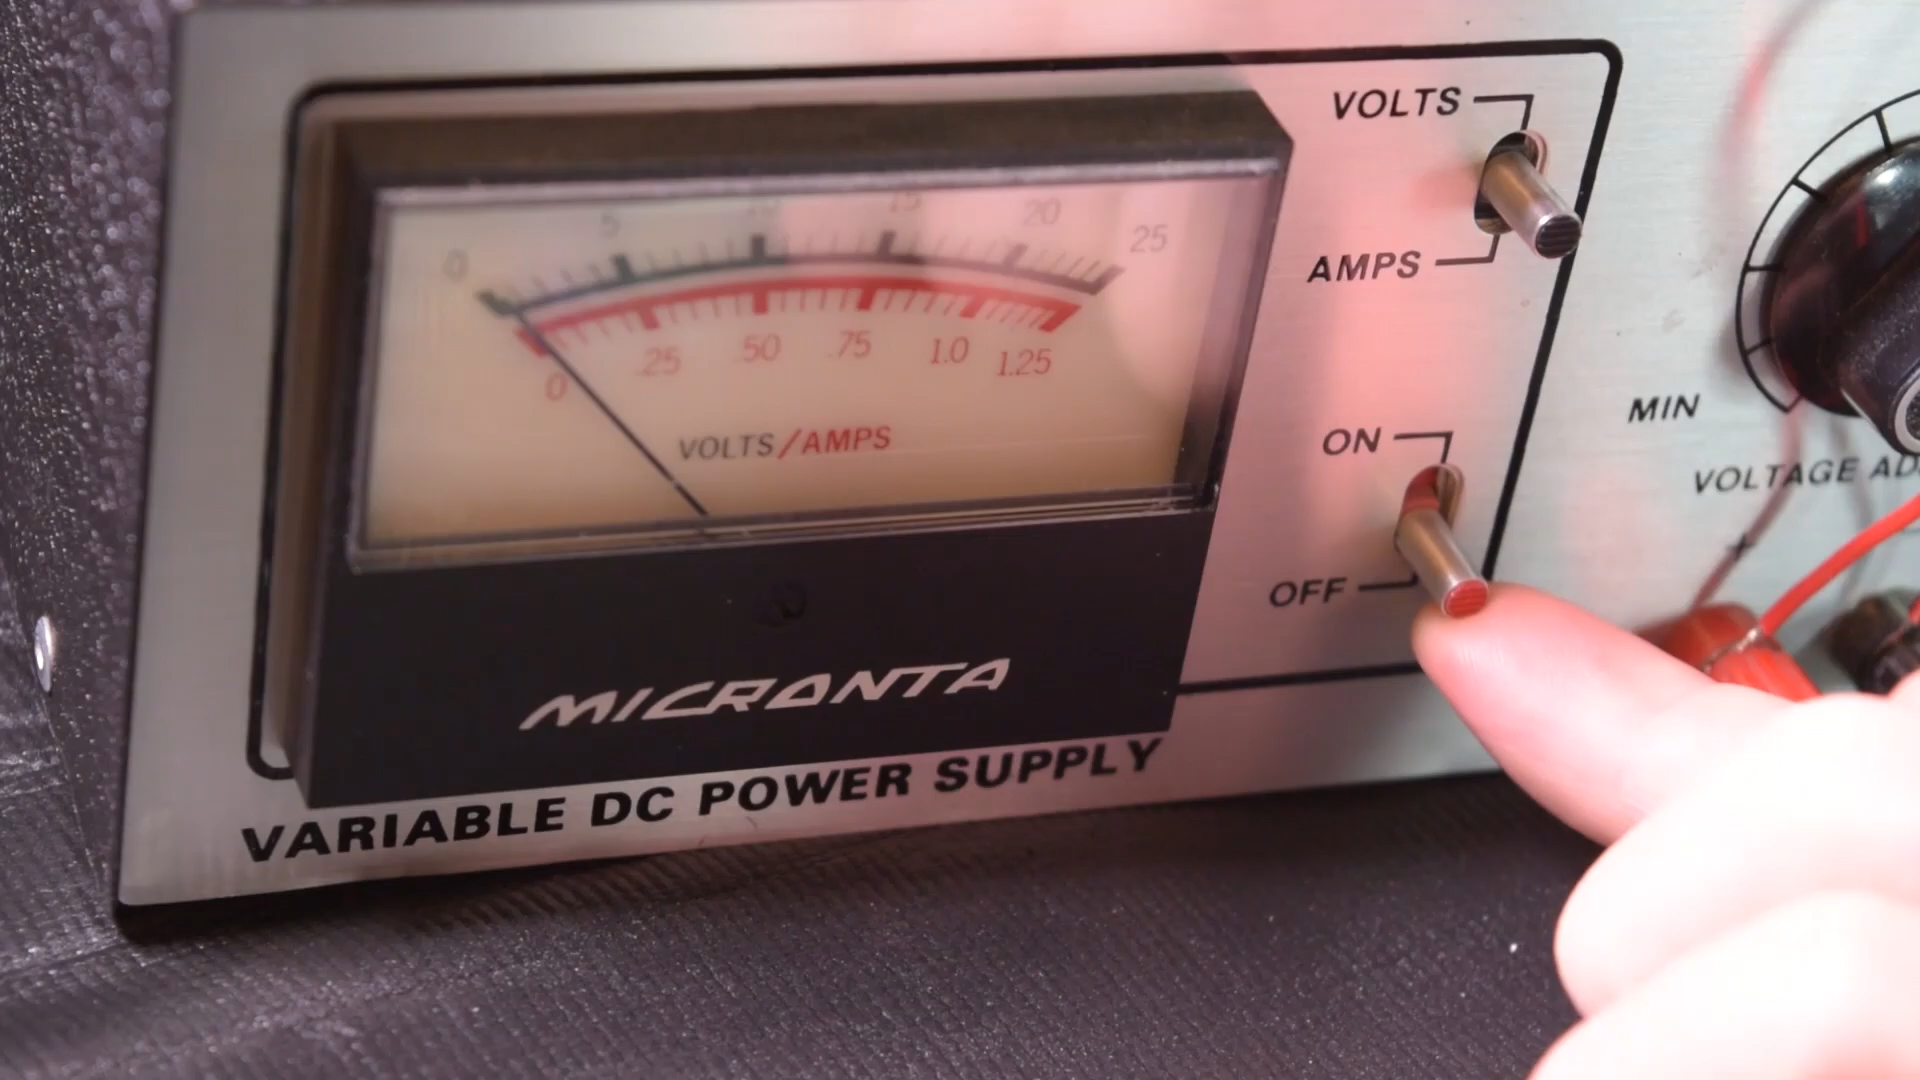 VOLTS
AMPS
0 5 10 15 20 25
0 .25 .50 .75 1.0 1.25
VOLTS/AMPS
ON
OFF
MIN
VOLTAGE
+
MICRONTA
VARIABLE DC POWER SUPPLY